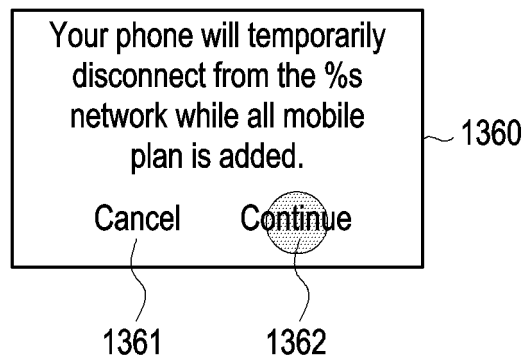 Your phone will temporarily
disconnect from the %s
network while all mobile
plan is added.
1360
Cancel Continue
1361 1362